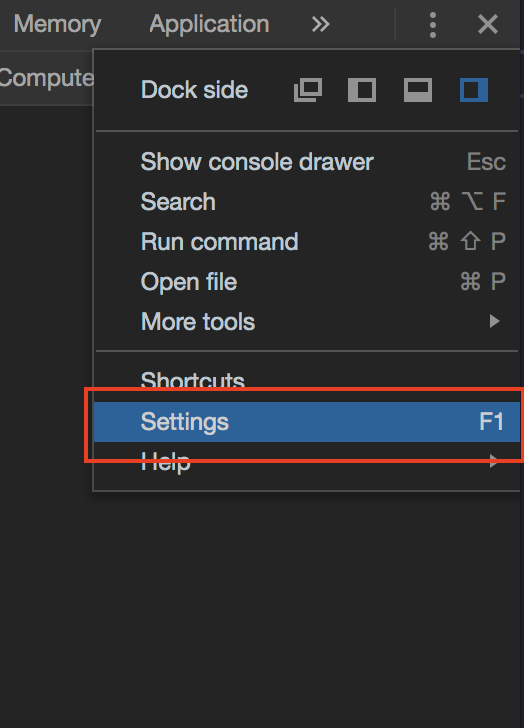 Memory Application »
Compute
Dock side
Show console drawer Esc
Search ⌘ ⌥ F
Run command ⌘ ⇧ P
Open file ⌘ P
More tools
Shortcuts
Settings F1
Help